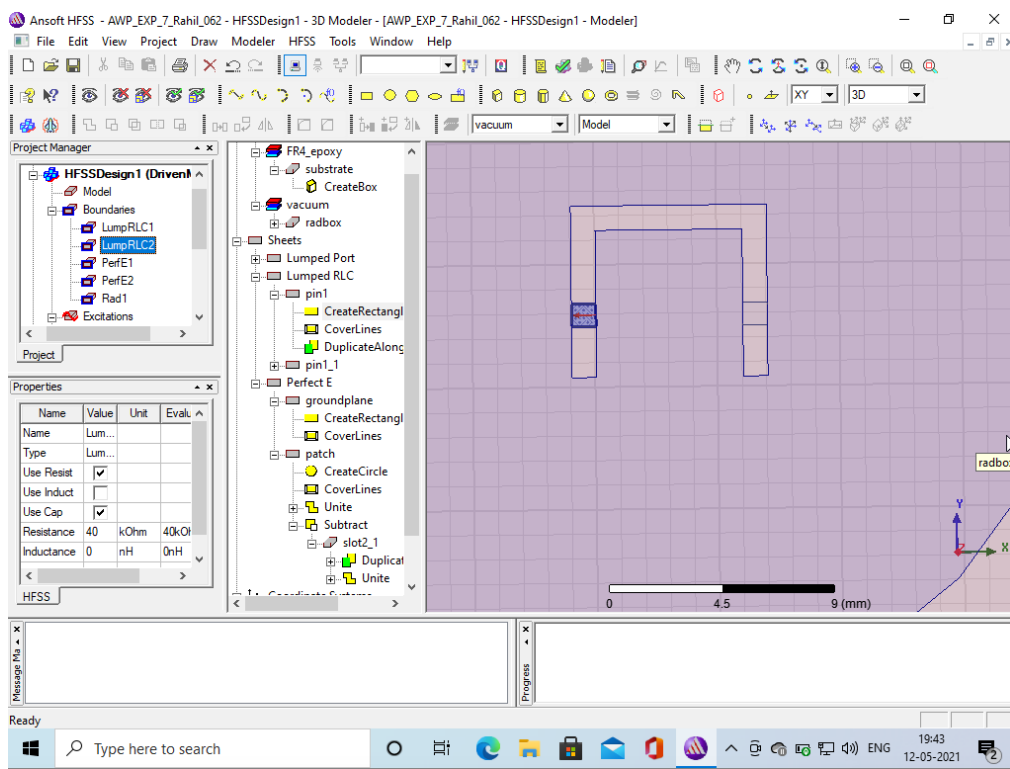 Ansoft HFSS - AWP_EXP_7_Rahil_062 - HFSSDesign1 - 3D Modeler - [AWP_EXP_7_Rahil_062 - HFSSDesign1 - Modeler]
File Edit View Project Draw Modeler HFSS Tools Window Help
XY 3D
vacuum Model
Project Manager
HFSSDesign1 (DrivenM
Model
Boundaries
LumpRLC1
LumpRLC2
PerfE1
PerfE2
Rad1
Excitations
Project
Properties
Name Value Unit Evalu
Name Lum...
Type Lum...
Use Resist
Use Induct
Use Cap
Resistance 40 kOhm 40kOh
Inductance 0 nH 0nH
HFSS
FR4_epoxy
substrate
CreateBox
vacuum
radbox
Sheets
Lumped Port
Lumped RLC
pin1
CreateRectangl
CoverLines
DuplicateAlong
pin1_1
Perfect E
groundplane
CreateRectangl
CoverLines
patch
CreateCircle
CoverLines
Unite
Subtract
slot2_1
Duplicat
Unite
radbox
Y
Z X
0 4.5 9 (mm)
Message Ma
Progress
Ready
Type here to search
ENG
19:43
12-05-2021
2